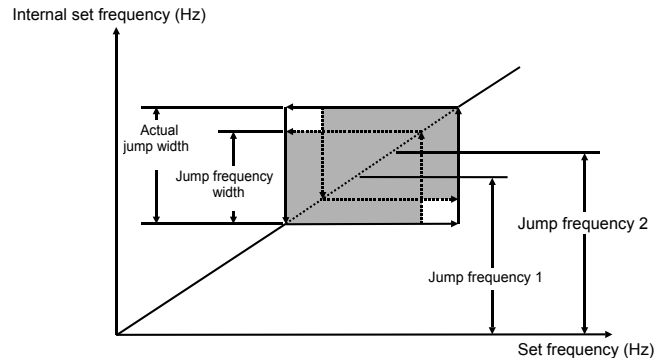 Internal set frequency (Hz)
Actual
jump width
Jump frequency
width
Jump frequency 2
Jump frequency 1
Set frequency (Hz)